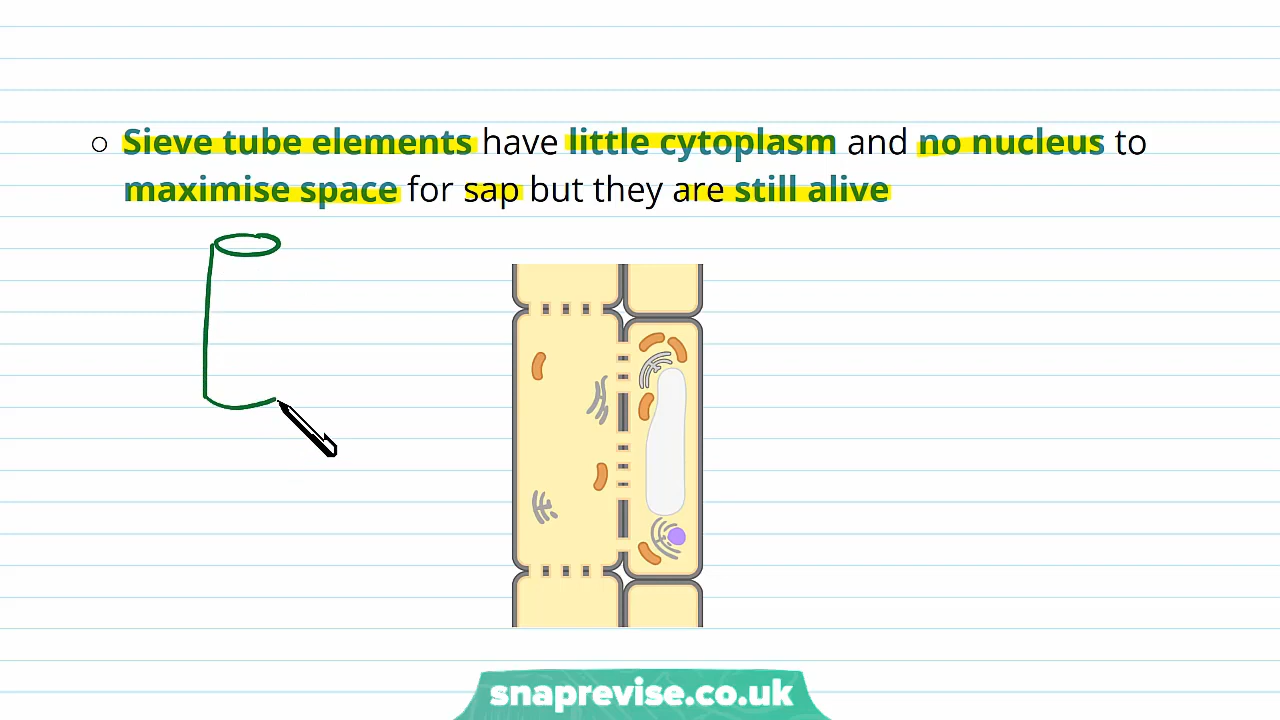 ○ Sieve tube elements have little cytoplasm and no nucleus to
maximise space for sap but they are still alive
snaprevise.co.uk